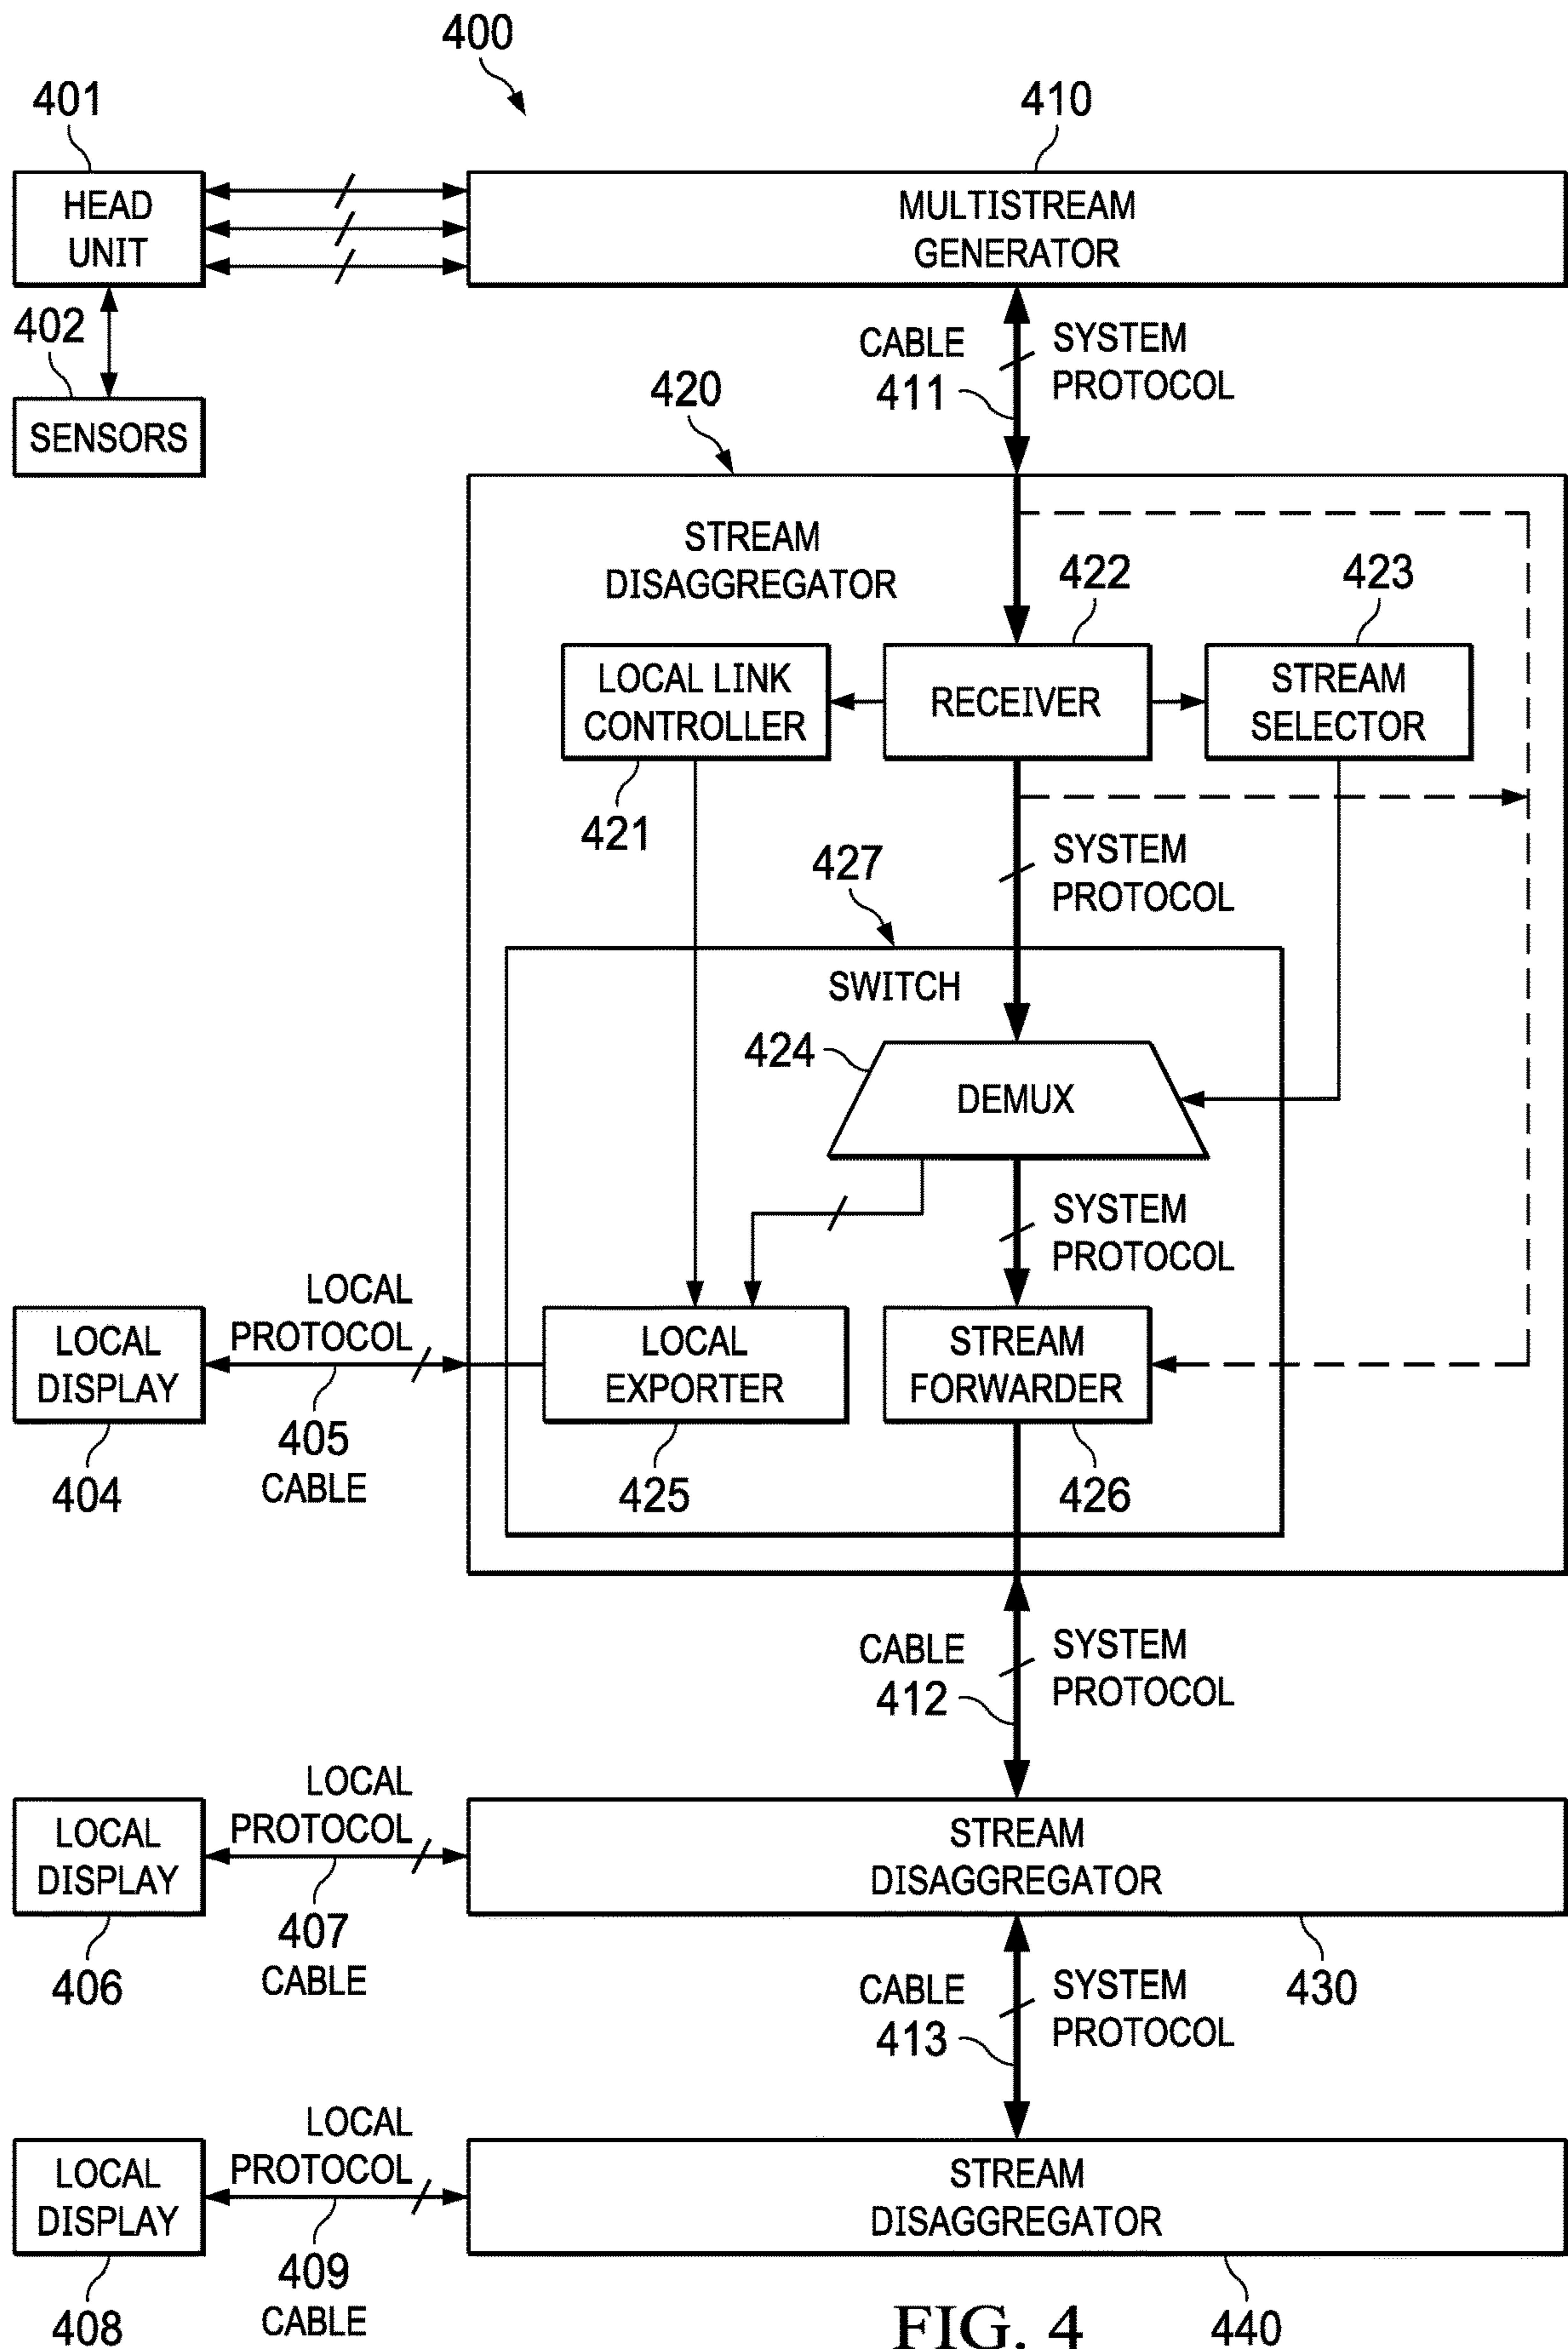 400
401
410
HEAD
UNIT
MULTISTREAM
GENERATOR
402
SENSORS
CABLE
411
SYSTEM
PROTOCOL
420
STREAM
DISAGGREGATOR
422
423
LOCAL LINK
CONTROLLER
RECEIVER
STREAM
SELECTOR
421
427
SYSTEM
PROTOCOL
SWITCH
424
DEMUX
SYSTEM
PROTOCOL
LOCAL
DISPLAY
LOCAL
PROTOCOL
LOCAL
EXPORTER
STREAM
FORWARDER
404
405
CABLE
425
426
CABLE
412
SYSTEM
PROTOCOL
LOCAL
DISPLAY
LOCAL
PROTOCOL
STREAM
DISAGGREGATOR
406
407
CABLE
430
CABLE
413
SYSTEM
PROTOCOL
LOCAL
DISPLAY
LOCAL
PROTOCOL
STREAM
DISAGGREGATOR
408
409
CABLE
440
FIG. 4